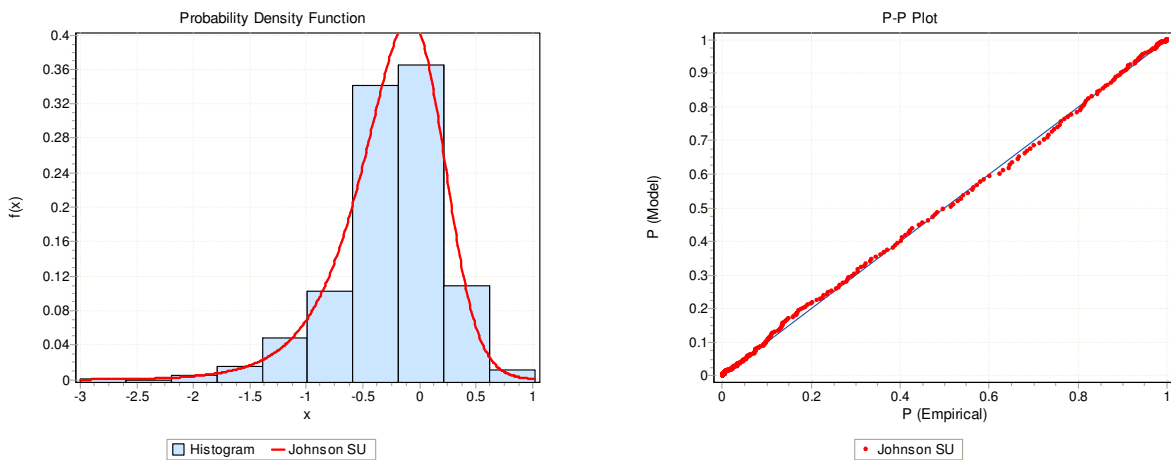 Probability Density Function
0.4
0.36
0.32
0.28
0.24
0.2
0.16
0.12
0.08
0.04
0
f(x)
-3 -2.5 -2 -1.5 -1 -0.5 0 0.5 1
x
Histogram Johnson SU
P-P Plot
1
0.9
0.8
0.7
0.6
0.5
0.4
0.3
0.2
0.1
0
P (Model)
0 0.2 0.4 0.6 0.8 1
P (Empirical)
Johnson SU